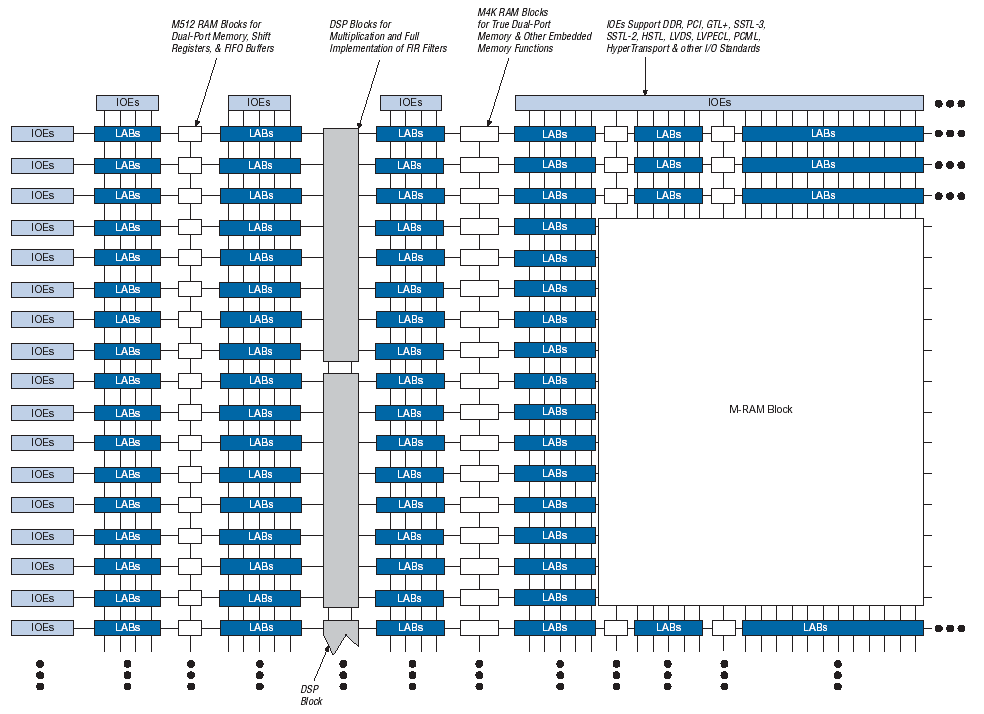 M512 RAM Blocks for
Dual-Port Memory, Shift
Registers, & FIFO Buffers
DSP Blocks for
Multiplication and Full
Implementation of FIR Filters
M4K RAM Blocks
for True Dual-Port
Memory & Other Embedded
Memory Functions
IOEs Support DDR, PCI, GTL+, SSTL-3,
SSTL-2, HSTL, LVDS, LVPECL, PCML,
HyperTransport & other I/O Standards
IOEs IOEs IOEs IOEs
IOEs LABs LABs LABs LABs LABs LABs
IOEs LABs LABs LABs LABs LABs LABs
IOEs LABs LABs LABs LABs LABs LABs
IOEs LABs LABs LABs LABs
IOEs LABs LABs LABs LABs
IOEs LABs LABs LABs LABs
IOEs LABs LABs LABs LABs
IOEs LABs LABs LABs LABs
IOEs LABs LABs LABs LABs
IOEs LABs LABs LABs LABs M-RAM Block
IOEs LABs LABs LABs LABs
IOEs LABs LABs LABs LABs
IOEs LABs LABs LABs LABs
IOEs LABs LABs LABs LABs
IOEs LABs LABs LABs LABs
IOEs LABs LABs LABs LABs
IOEs LABs LABs LABs LABs LABs LABs
DSP
Block